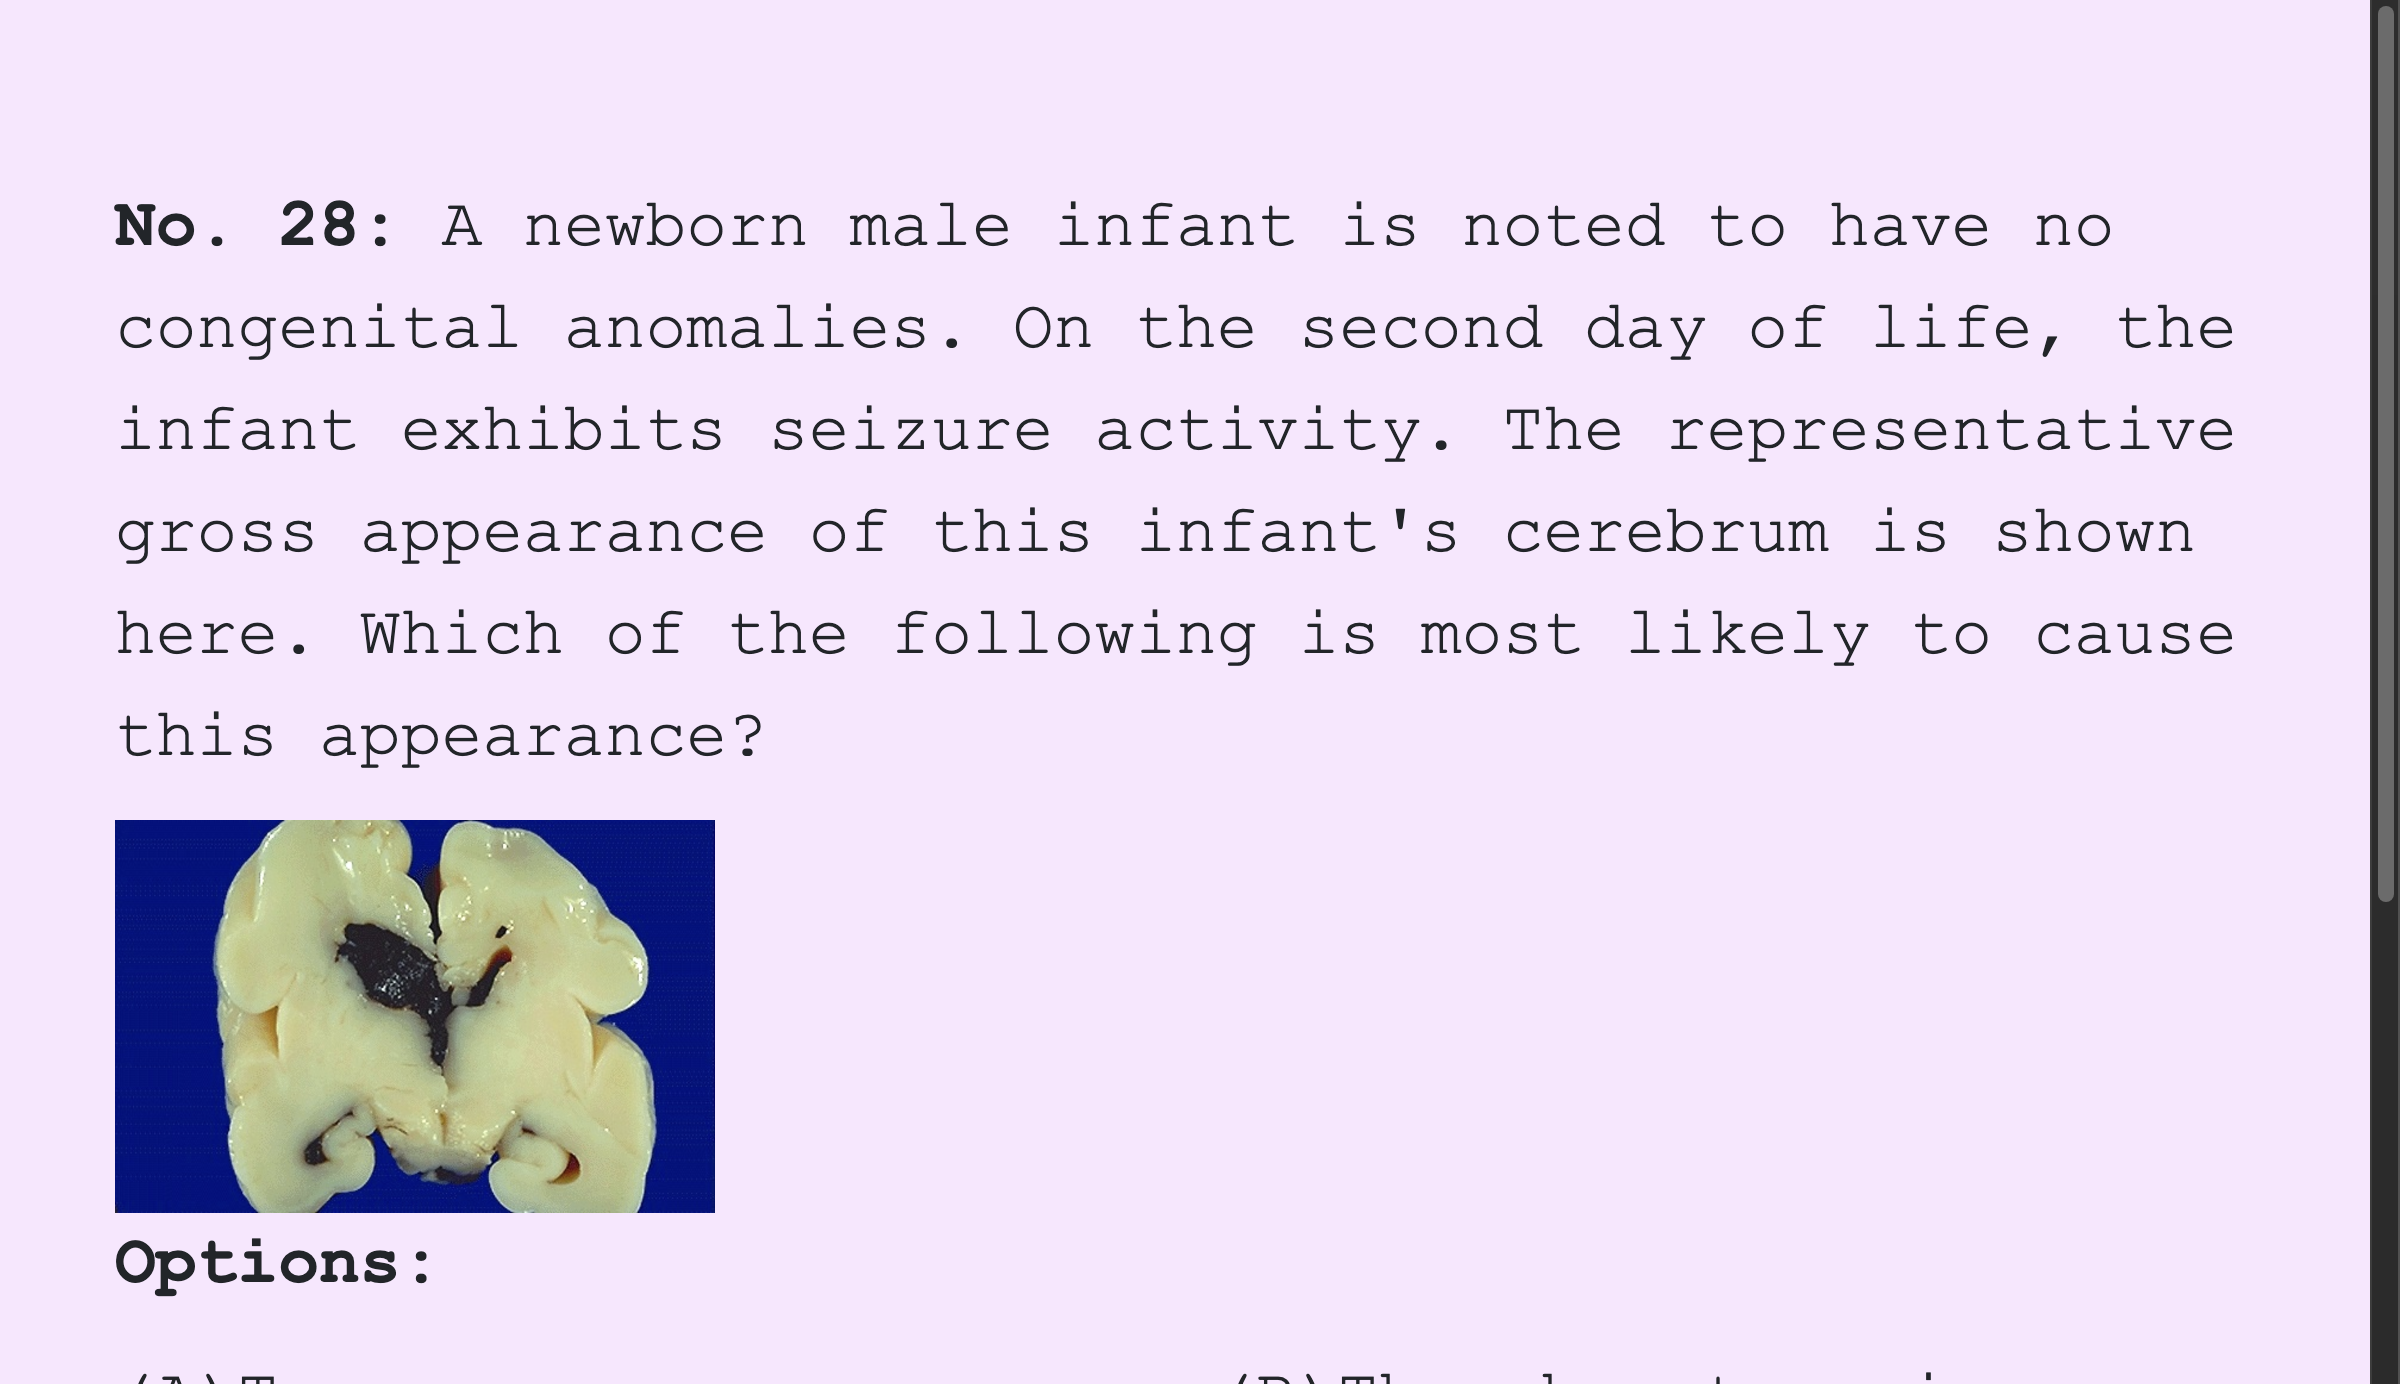 No. 28: A newborn male infant is noted to have no
congenital anomalies. On the second day of life, the
infant exhibits seizure activity. The representative
gross appearance of this infant's cerebrum is shown
here. Which of the following is most likely to cause
this appearance?
Options: